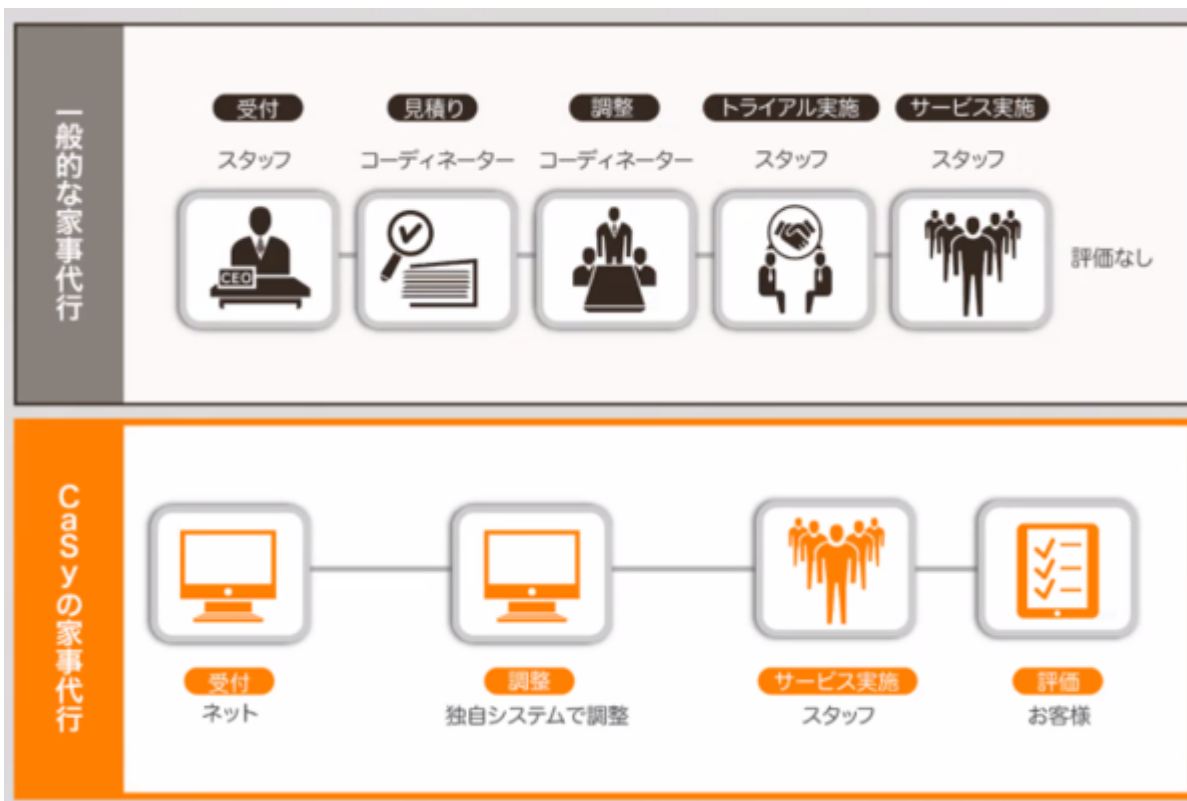 一般的な家事代行
受付
見積り
調整
トライアル実施
サービス実施
スタッフ
コーディネーター
コーディネーター
スタッフ
スタッフ
CEO
評価なし
CaSyの家事代行
受付
調整
サービス実施
評価
ネット
独自システムで調整
スタッフ
お客様